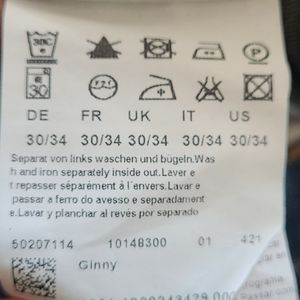 30C
P
30
DE FR UK IT US
30/34 30/34 30/34 30/34 30/34
Separat von links waschen und bügeln.Was
h and iron separately inside out.Laver e
t repasser séparément à l´envers.Lavar e
passar a ferro do avesso e separadament
e.Lavar y planchar al revés por separado
50207114 10148300 01 421
Ginny